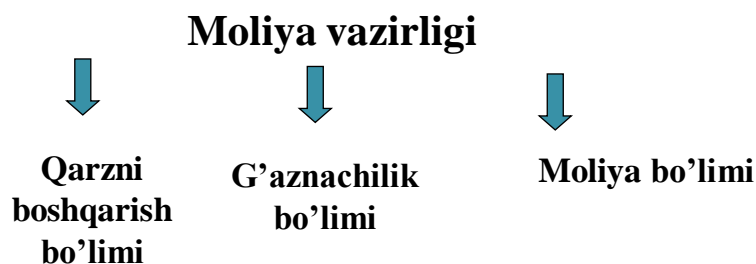 Moliya vazirligi
Qarzni
boshqarish
bo’limi
G’aznachilik
bo’limi
Moliya bo’limi